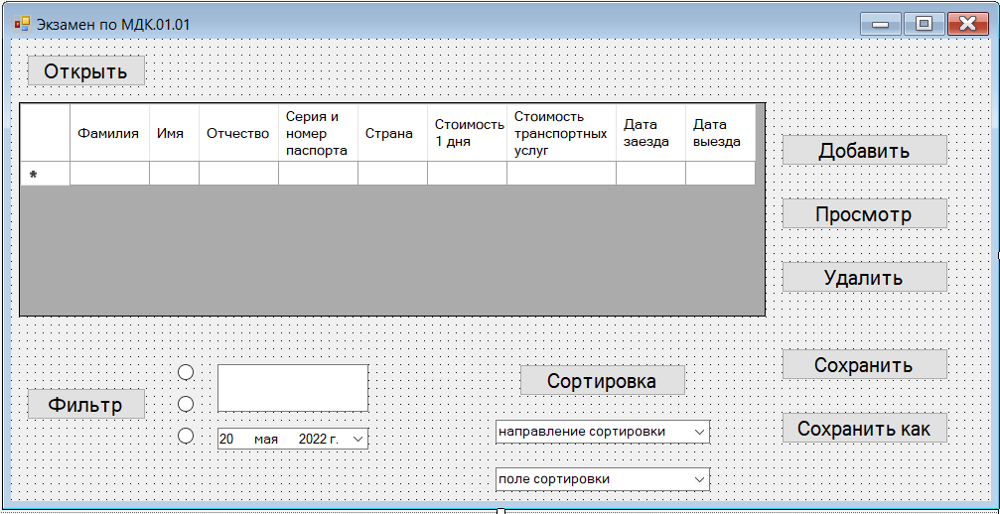 Экзамен по МДК.01.01
Открыть
Фамилия
Имя
Отчество
Серия и
номер
паспорта
Страна
Стоимость
1 дня
Стоимость
транспортных
услуг
Дата
заезда
Дата
выезда
*
Добавить
Просмотр
Удалить
Сохранить
Сохранить как
Фильтр
20 мая 2022 г.
Сортировка
направление сортировки
поле сортировки